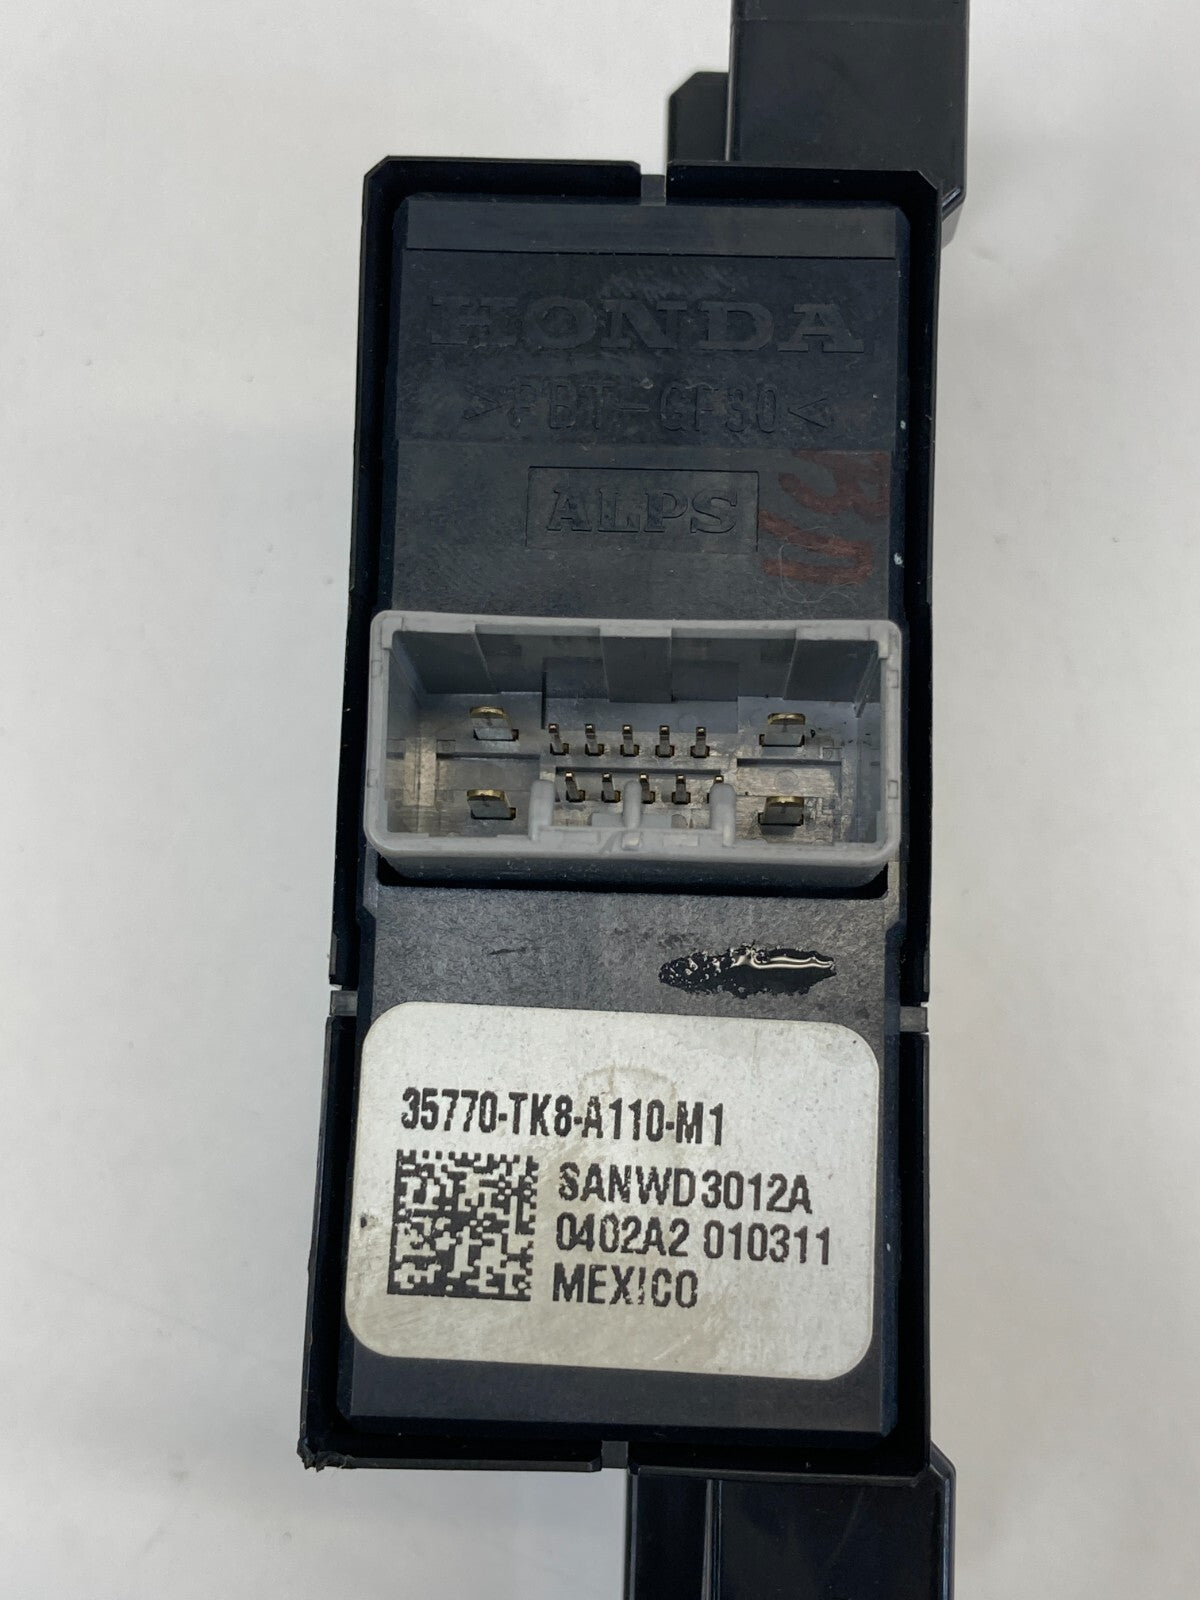 HONDA
>PBT-GF30<
ALPS
35770-TK8-A110-M1
SANWD3012A
0402A2 010311
MEXICO